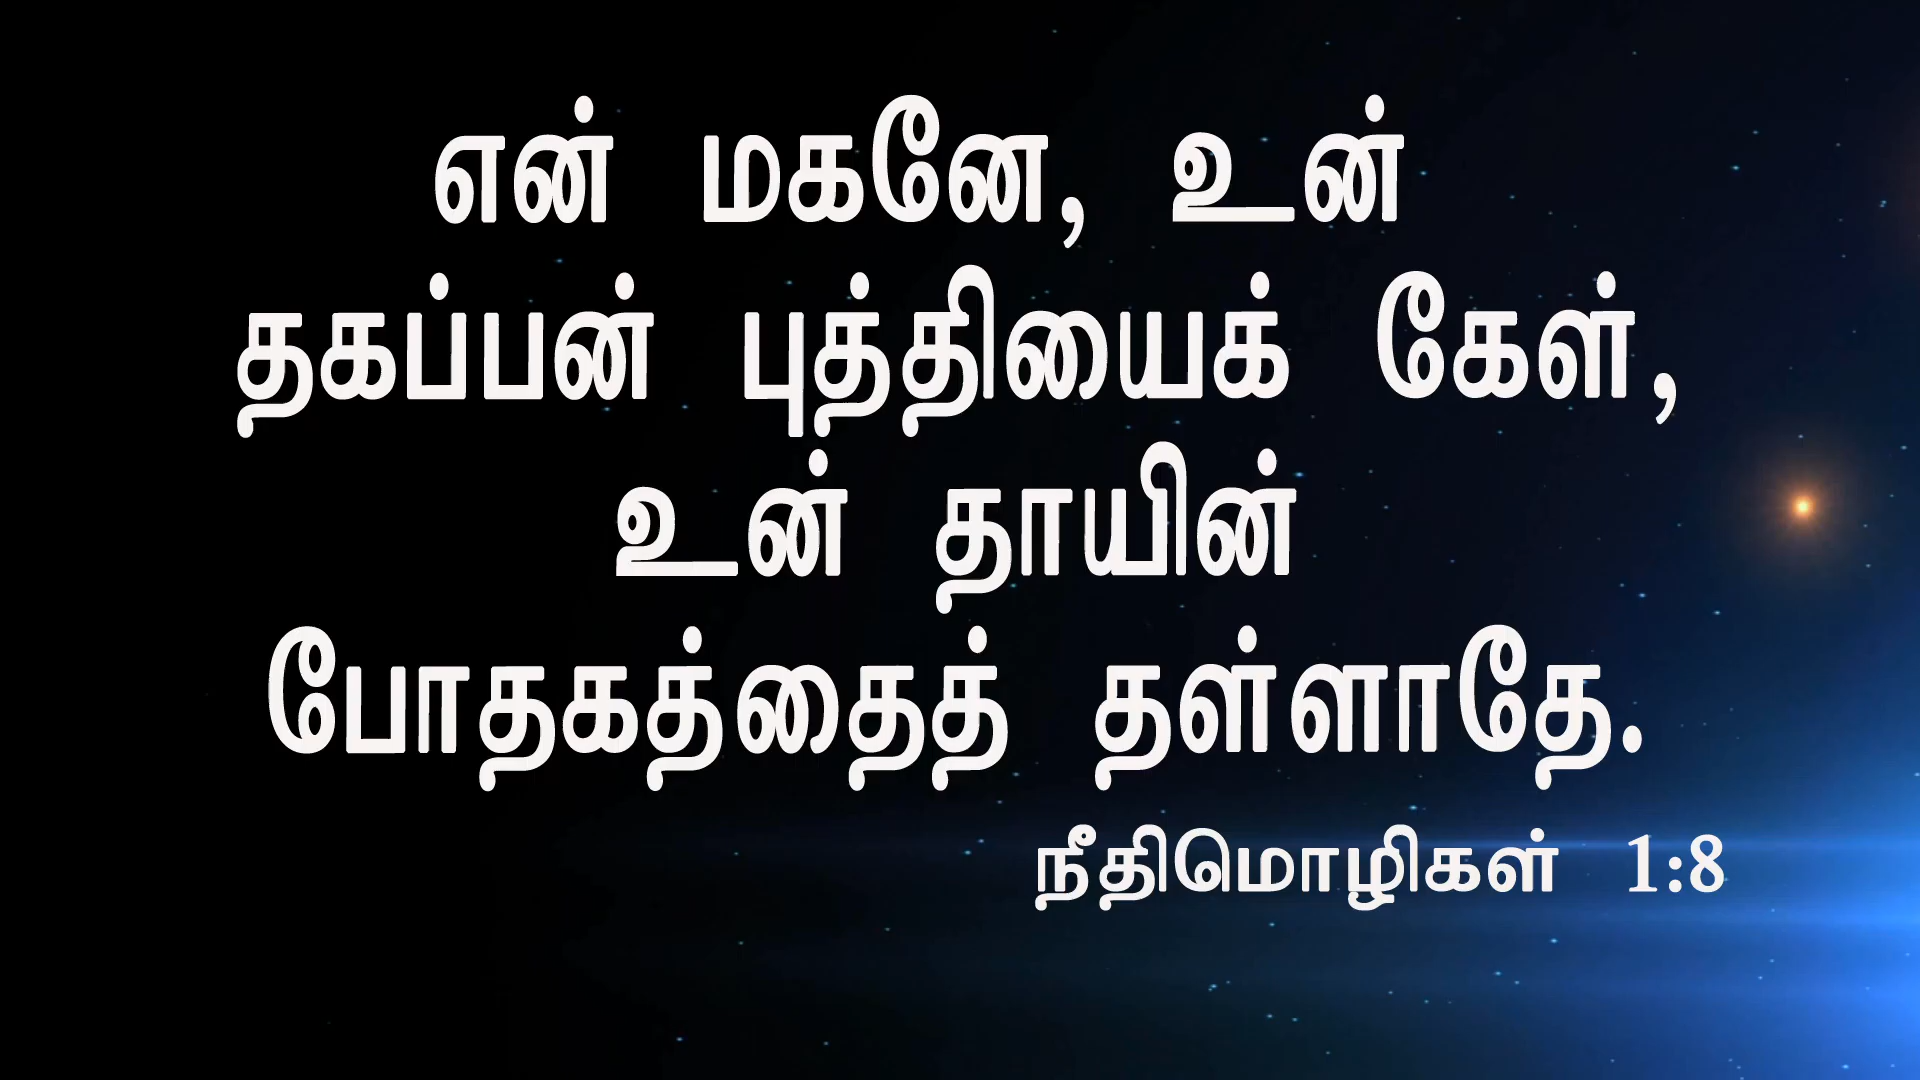 என் மகனே, உன்
தகப்பன் புத்தியைக் கேள்,
உன் தாயின்
போதகத்தைத் தள்ளாதே.
நீதிமொழிகள் 1:8